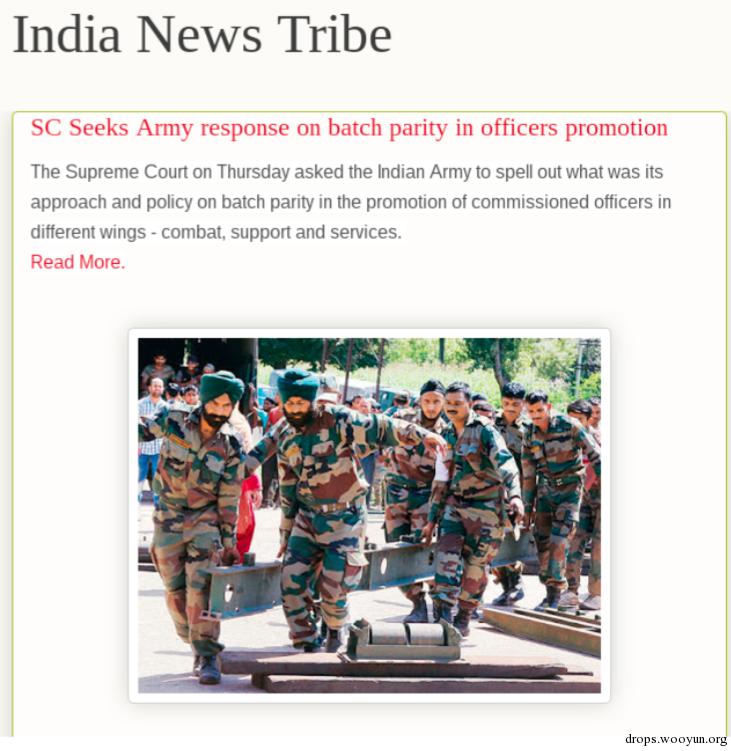 India News Tribe
SC Seeks Army response on batch parity in officers promotion
The Supreme Court on Thursday asked the Indian Army to spell out what was its
approach and policy on batch parity in the promotion of commissioned officers in
different wings - combat, support and services.
Read More.
drops.wooyun.org